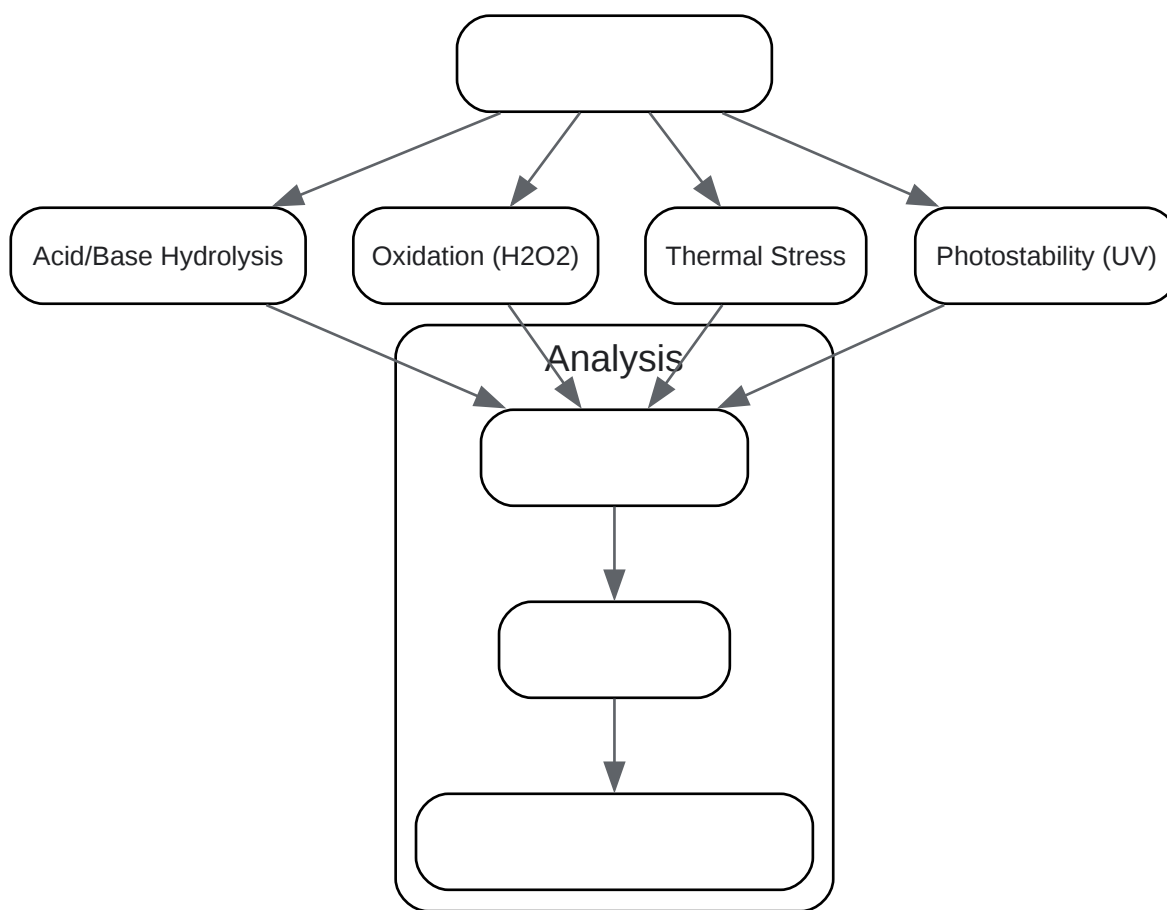 Acid/Base Hydrolysis
Oxidation (H2O2)
Thermal Stress
Photostability (UV)
Analysis